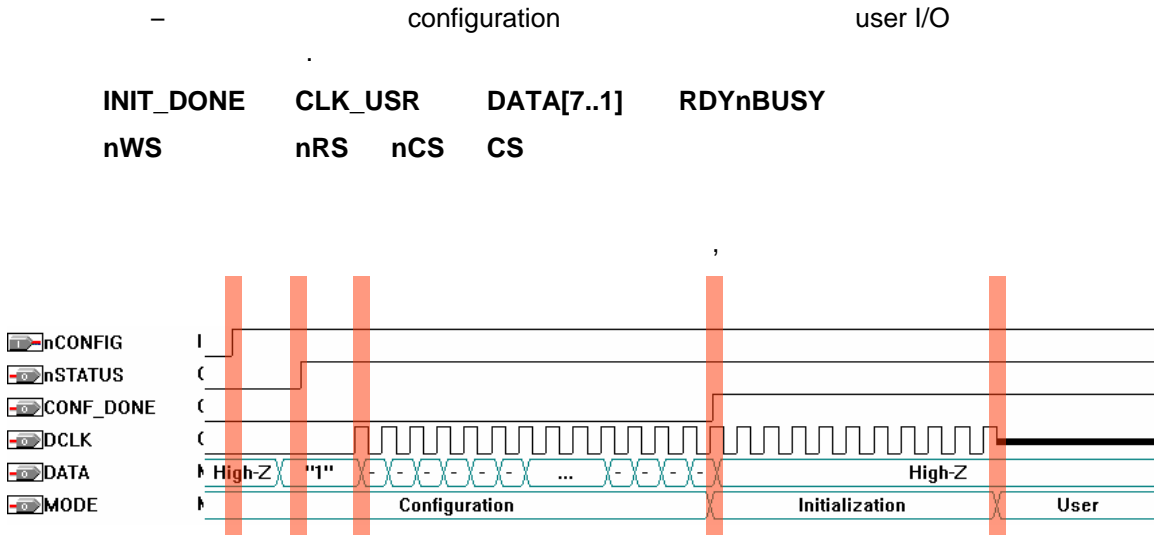 – configuration user I/O
.
INIT_DONE CLK_USR DATA[7..1] RDYnBUSY
nWS nRS nCS CS
,
nCONFIG I
nSTATUS
CONF_DONE
DCLK
DATA High-Z "1" - - - - - - ... - - - - High-Z
MODE Configuration Initialization User